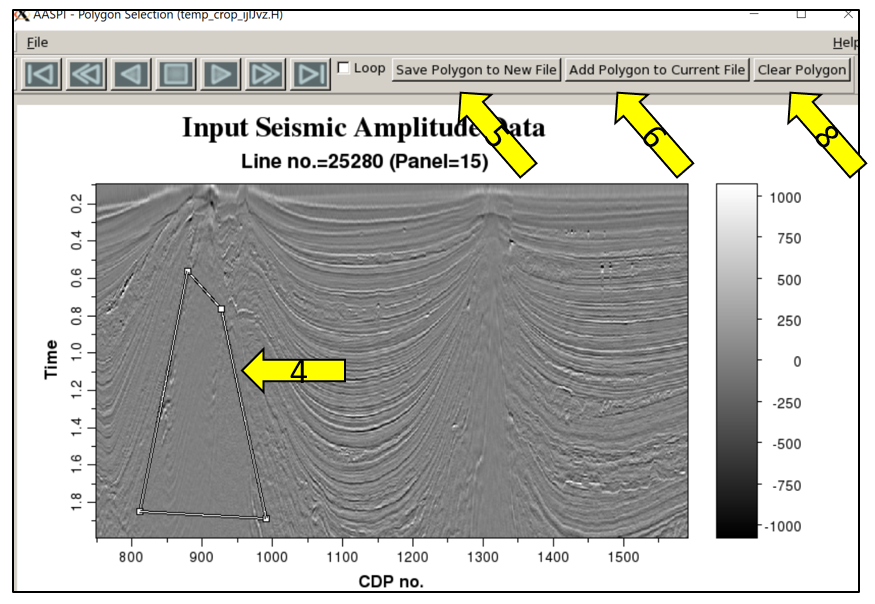 AASPI - Polygon Selection (temp_crop_ijIJvz.H)
File Help
Loop Save Polygon to New File Add Polygon to Current File Clear Polygon
5 6 8
Input Seismic Amplitude Data
Line no.=25280 (Panel=15)
0.2
0.4
0.6
0.8
1.0
1.2
1.4
1.6
1.8
Time
4
800 900 1000 1100 1200 1300 1400 1500
CDP no.
1000
750
500
250
0
-250
-500
-750
-1000